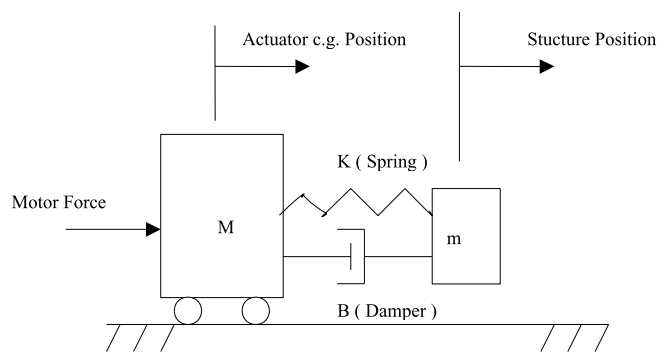 Actuator c.g. Position
Stucture Position
K ( Spring )
Motor Force
M
m
B ( Damper )